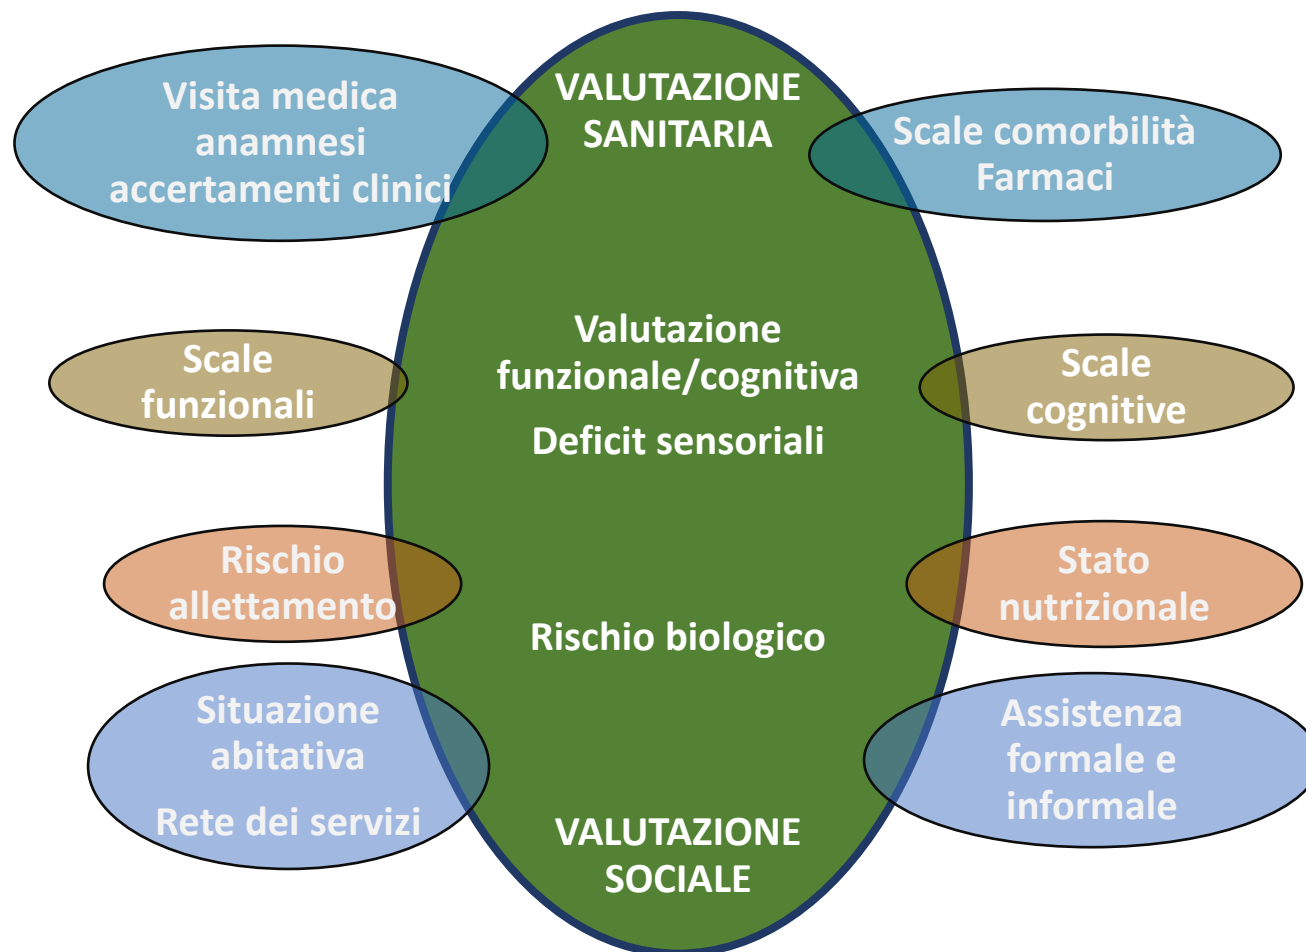 Visita medica
anamnesi
accertamenti clinici
VALUTAZIONE
SANITARIA
Scale comorbilità
Farmaci
Scale
funzionali
Valutazione
funzionale/cognitiva
Deficit sensoriali
Scale
cognitive
Rischio
allettamento
Rischio biologico
Stato
nutrizionale
Situazione
abitativa
Rete dei servizi
VALUTAZIONE
SOCIALE
Assistenza
formale e
informale